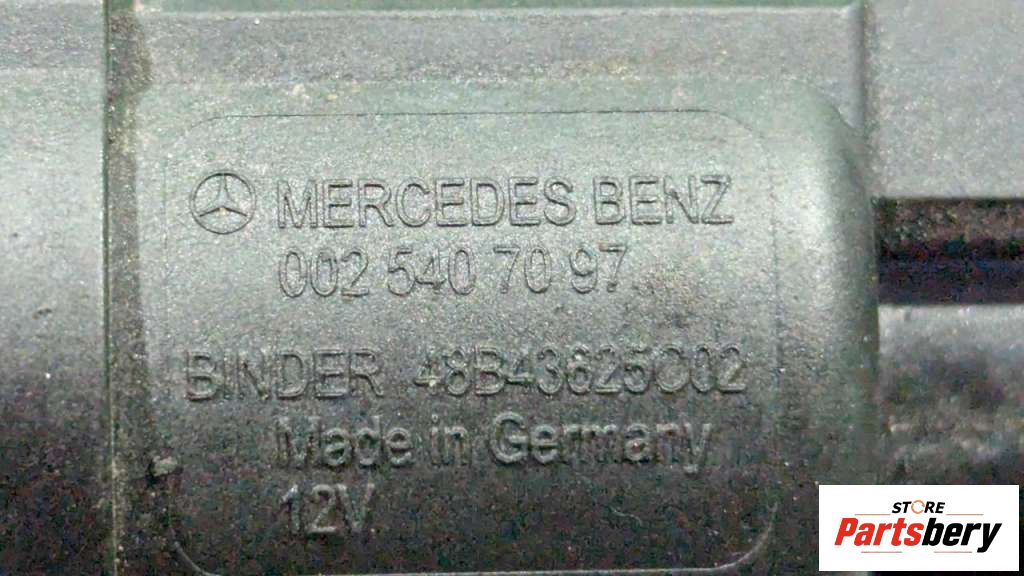 MERCEDES BENZ
002 540 70 97
BINDER 48B43625C02
Made in Germany
12V
STORE
Partsbery